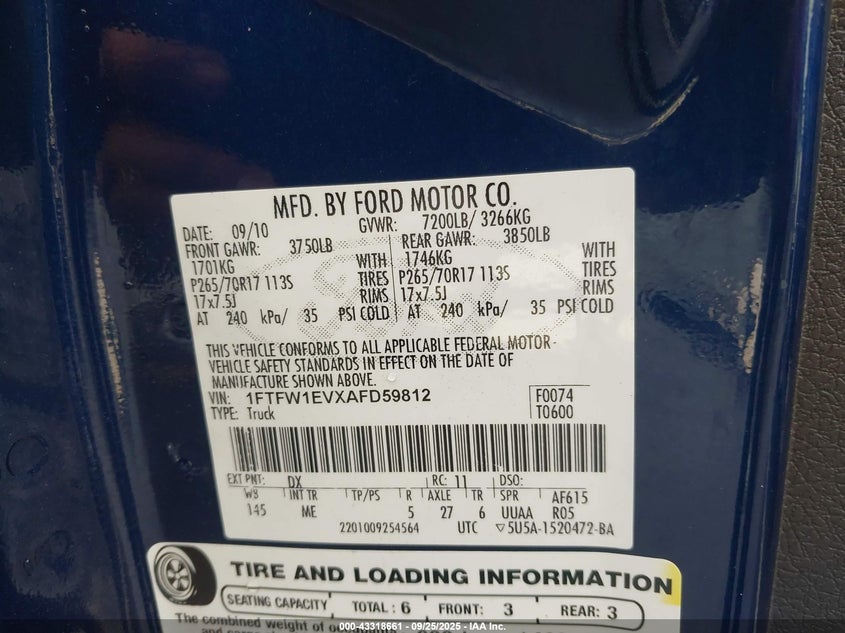 MFD. BY FORD MOTOR CO.
DATE: 09/10 GVWR: 7200LB/ 3266KG
FRONT GAWR: 3750LB REAR GAWR: 3850LB
1701KG WITH 1746KG WITH
P265/70R17 113S TIRES P265/70R17 113S TIRES
17x7.5J RIMS 17x7.5J RIMS
AT 240 kPa/ 35 PSI COLD AT 240 kPa/ 35 PSI COLD
THIS VEHICLE CONFORMS TO ALL APPLICABLE FEDERAL MOTOR
VEHICLE SAFETY STANDARDS IN EFFECT ON THE DATE OF
MANUFACTURE SHOWN ABOVE.
VIN: 1FTFW1EVXAFD59812 F0074
TYPE: Truck T0600
EXT PNT: DX RC: 11 DSO:
WB INT TR TP/PS R AXLE TR SPR AF615
145 ME 5 27 6 UUAA R05
2201009254564 UTC ▽5U5A-1520472-BA
TIRE AND LOADING INFORMATION
SEATING CAPACITY TOTAL : 6 FRONT: 3 REAR: 3
The combined weight of
000-43318661 - 09/25/2025 - IAA Inc.